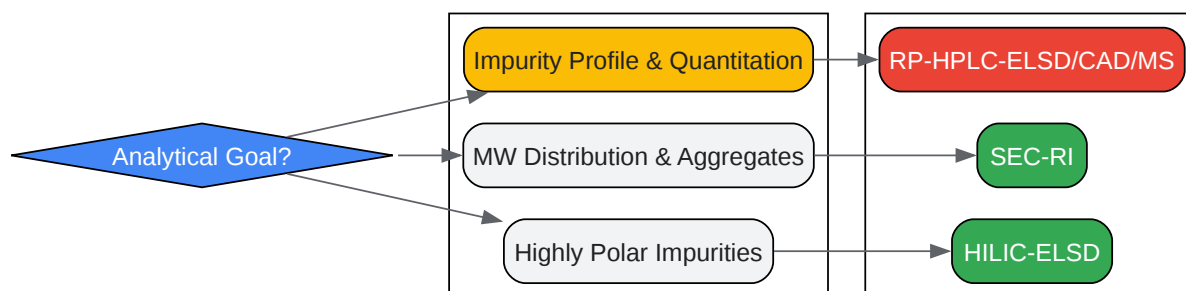 Analytical Goal?
Impurity Profile & Quantitation
RP-HPLC-ELSD/CAD/MS
MW Distribution & Aggregates
SEC-RI
Highly Polar Impurities
HILIC-ELSD